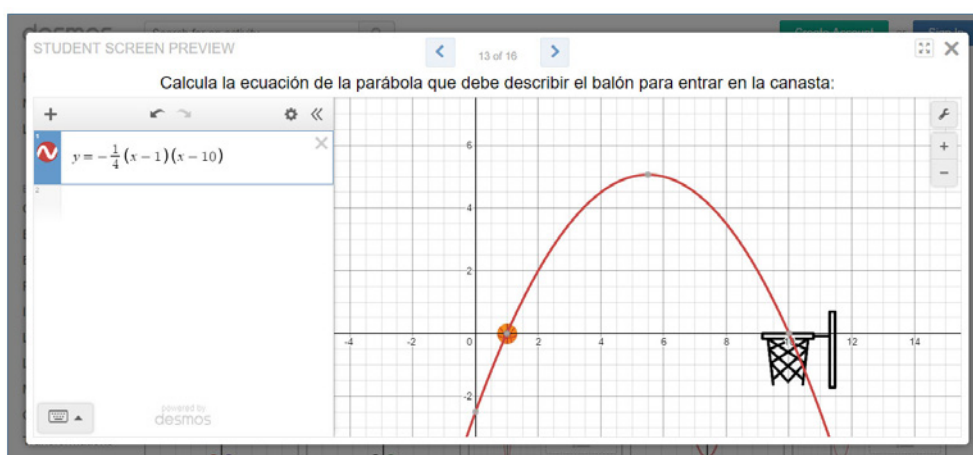 STUDENT SCREEN PREVIEW
13 of 16
Calcula la ecuación de la parábola que debe describir el balón para entrar en la canasta:
1
y = -1/4 (x - 1)(x - 10)
2
6
4
2
-4 -2 0 2 4 6 8 12 14
-2
powered by
desmos